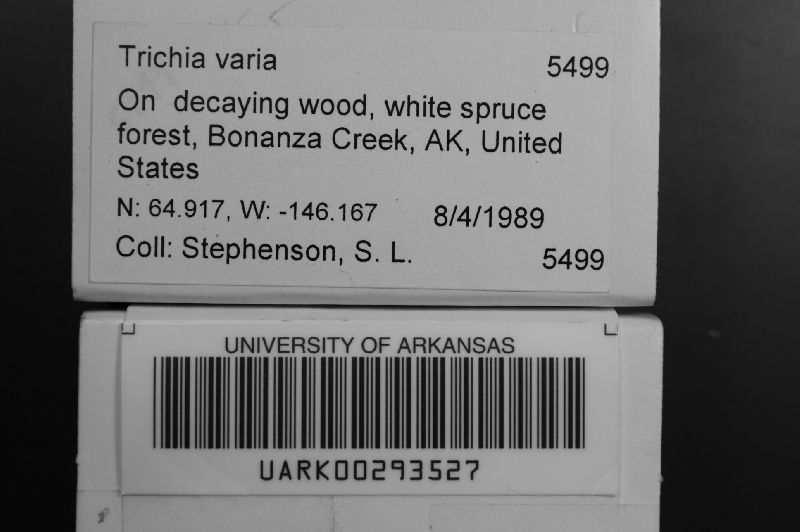 Trichia varia 5499
On decaying wood, white spruce
forest, Bonanza Creek, AK, United
States
N: 64.917, W: -146.167 8/4/1989
Coll: Stephenson, S. L. 5499
UNIVERSITY OF ARKANSAS
UARK00293527